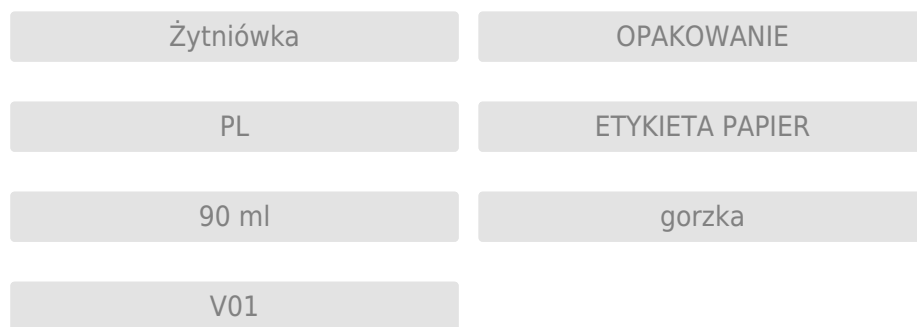 Żytniówka
OPAKOWANIE
PL
ETYKIETA PAPIER
90 ml
gorzka
V01